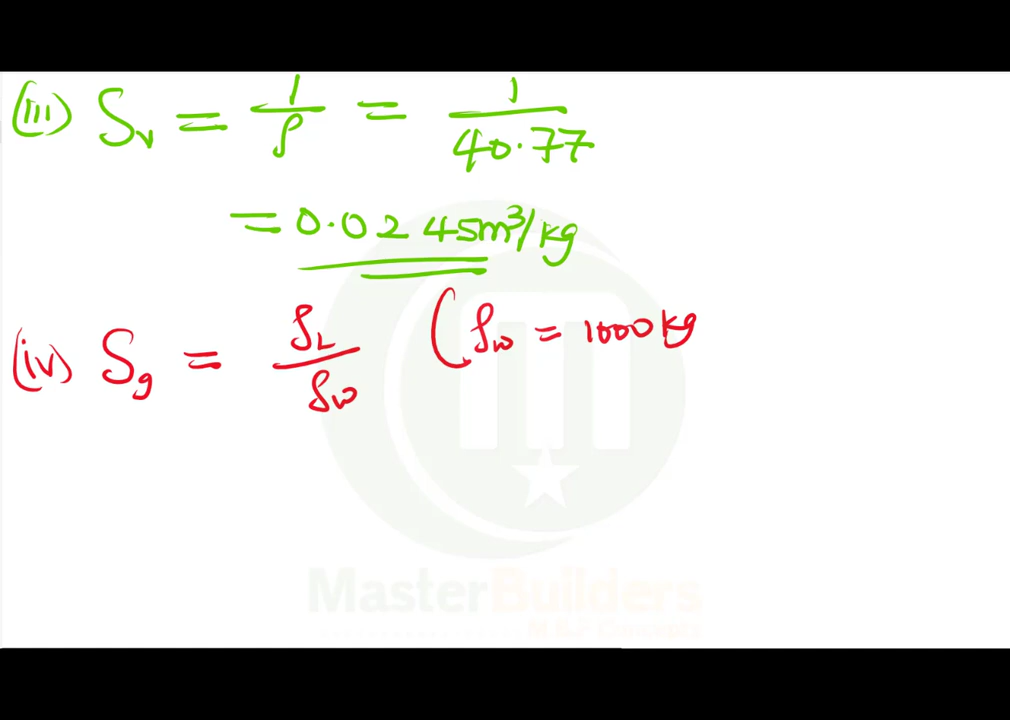 (iii) Sv = 1/ρ = 1/40.77
= 0.0245m³/kg
(iv) Sg = ρL/ρw (ρw = 1000kg
MasterBuilders